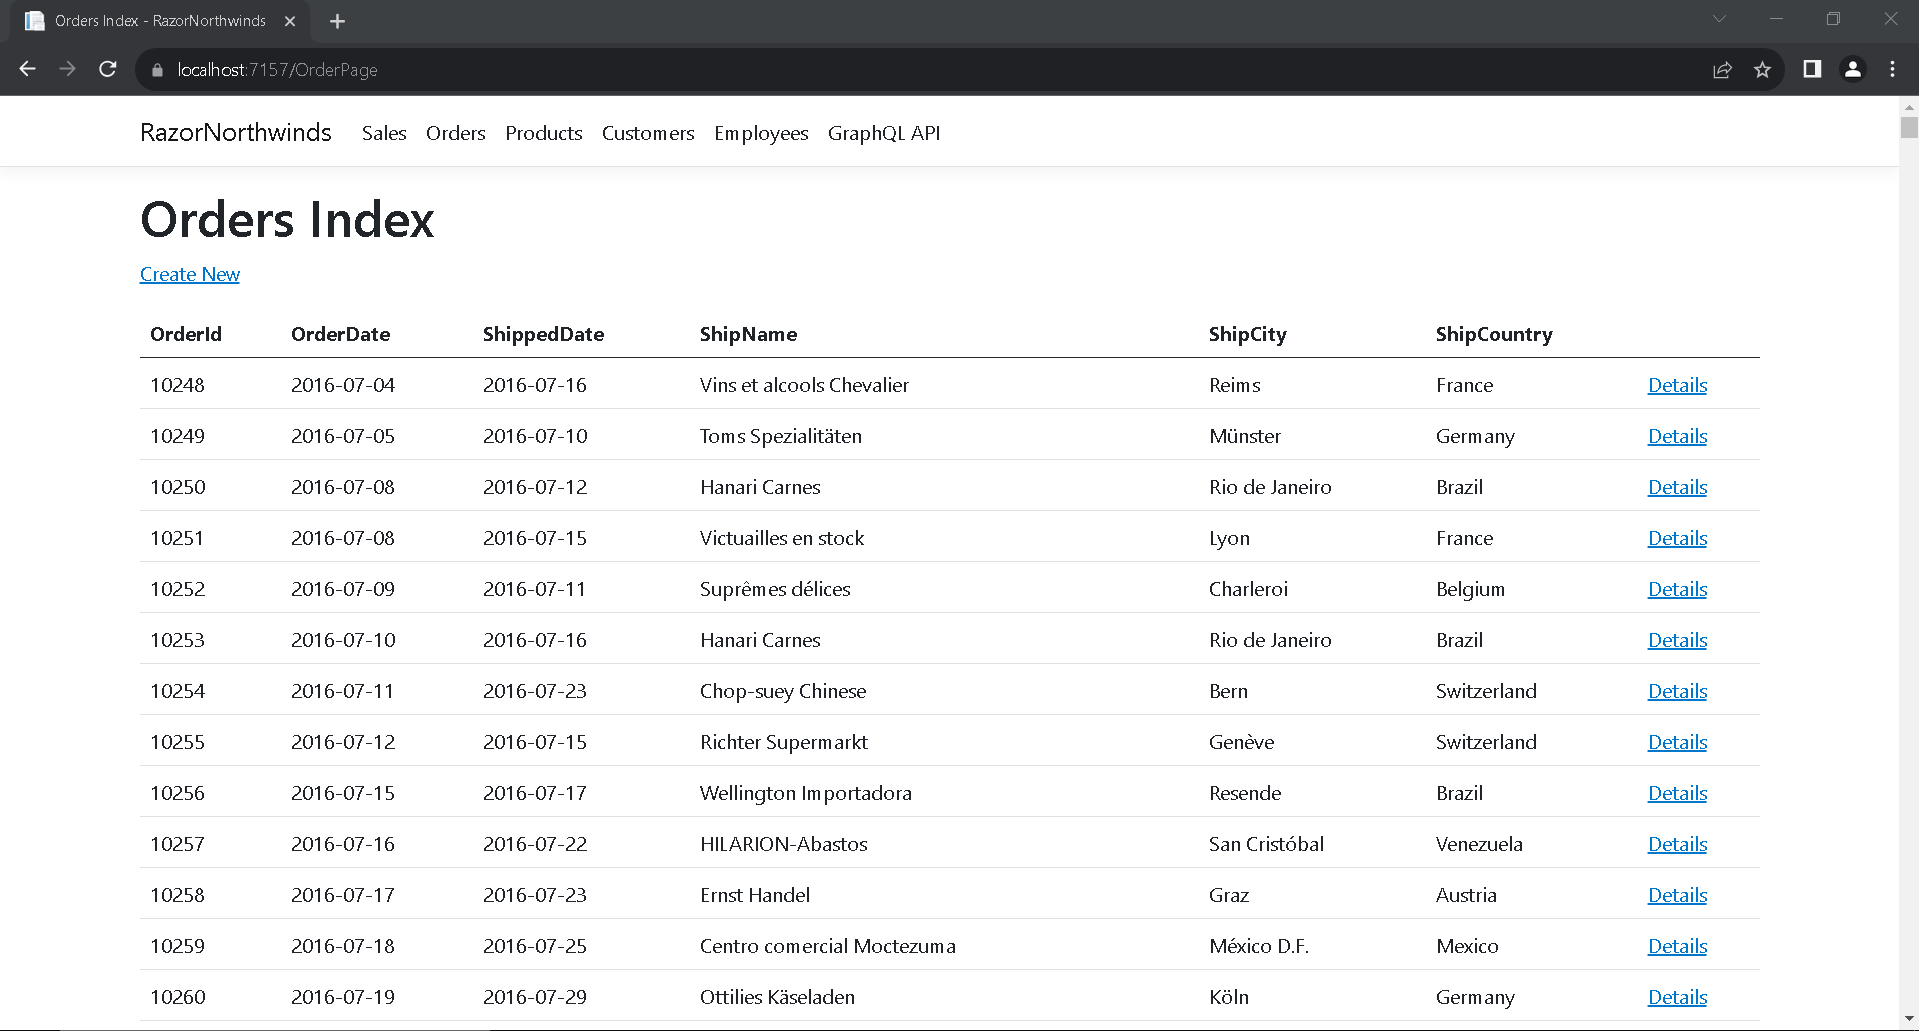 Orders Index - RazorNorthwinds
localhost:7157/OrderPage
RazorNorthwinds Sales Orders Products Customers Employees GraphQL API
Orders Index
Create New
OrderId OrderDate ShippedDate ShipName ShipCity ShipCountry
10248 2016-07-04 2016-07-16 Vins et alcools Chevalier Reims France Details
10249 2016-07-05 2016-07-10 Toms Spezialitäten Münster Germany Details
10250 2016-07-08 2016-07-12 Hanari Carnes Rio de Janeiro Brazil Details
10251 2016-07-08 2016-07-15 Victuailles en stock Lyon France Details
10252 2016-07-09 2016-07-11 Suprêmes délices Charleroi Belgium Details
10253 2016-07-10 2016-07-16 Hanari Carnes Rio de Janeiro Brazil Details
10254 2016-07-11 2016-07-23 Chop-suey Chinese Bern Switzerland Details
10255 2016-07-12 2016-07-15 Richter Supermarkt Genève Switzerland Details
10256 2016-07-15 2016-07-17 Wellington Importadora Resende Brazil Details
10257 2016-07-16 2016-07-22 HILARION-Abastos San Cristóbal Venezuela Details
10258 2016-07-17 2016-07-23 Ernst Handel Graz Austria Details
10259 2016-07-18 2016-07-25 Centro comercial Moctezuma México D.F. Mexico Details
10260 2016-07-19 2016-07-29 Ottilies Käseladen Köln Germany Details